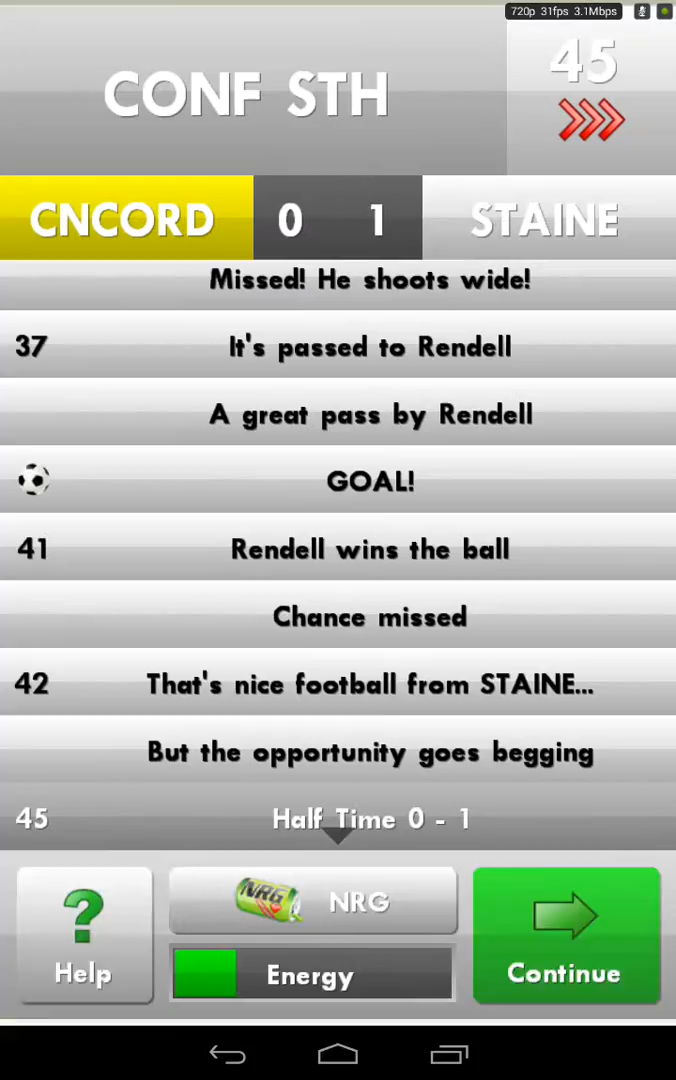 720p 31fps 3.1Mbps
CONF STH
45
CNCORD 0 1 STAINE
Missed! He shoots wide!
37 It's passed to Rendell
A great pass by Rendell
GOAL!
41 Rendell wins the ball
Chance missed
42 That's nice football from STAINE...
But the opportunity goes begging
45 Half Time 0 - 1
NRG NRG
Help
Energy
Continue